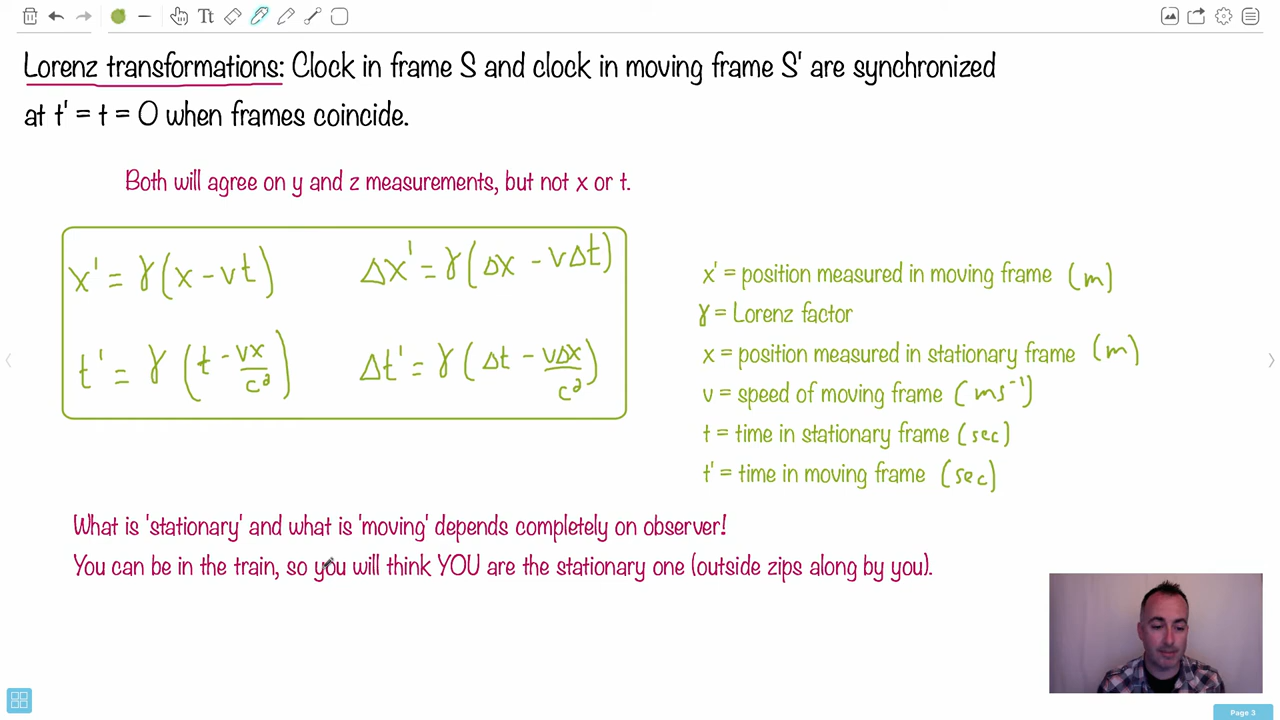 Lorenz transformations: Clock in frame S and clock in moving frame S' are synchronized
at t' = t = 0 when frames coincide.
Both will agree on y and z measurements, but not x or t.
x' = γ(x - vt)
Δx' = γ(Δx - vΔt)
t' = γ(t - vx/c²)
Δt' = γ(Δt - vΔx/c²)
x' = position measured in moving frame (m)
γ = Lorenz factor
x = position measured in stationary frame (m)
v = speed of moving frame (ms⁻¹)
t = time in stationary frame (sec)
t' = time in moving frame (sec)
What is 'stationary' and what is 'moving' depends completely on observer!
You can be in the train, so you will think YOU are the stationary one (outside zips along by you).
Tt
Page 3